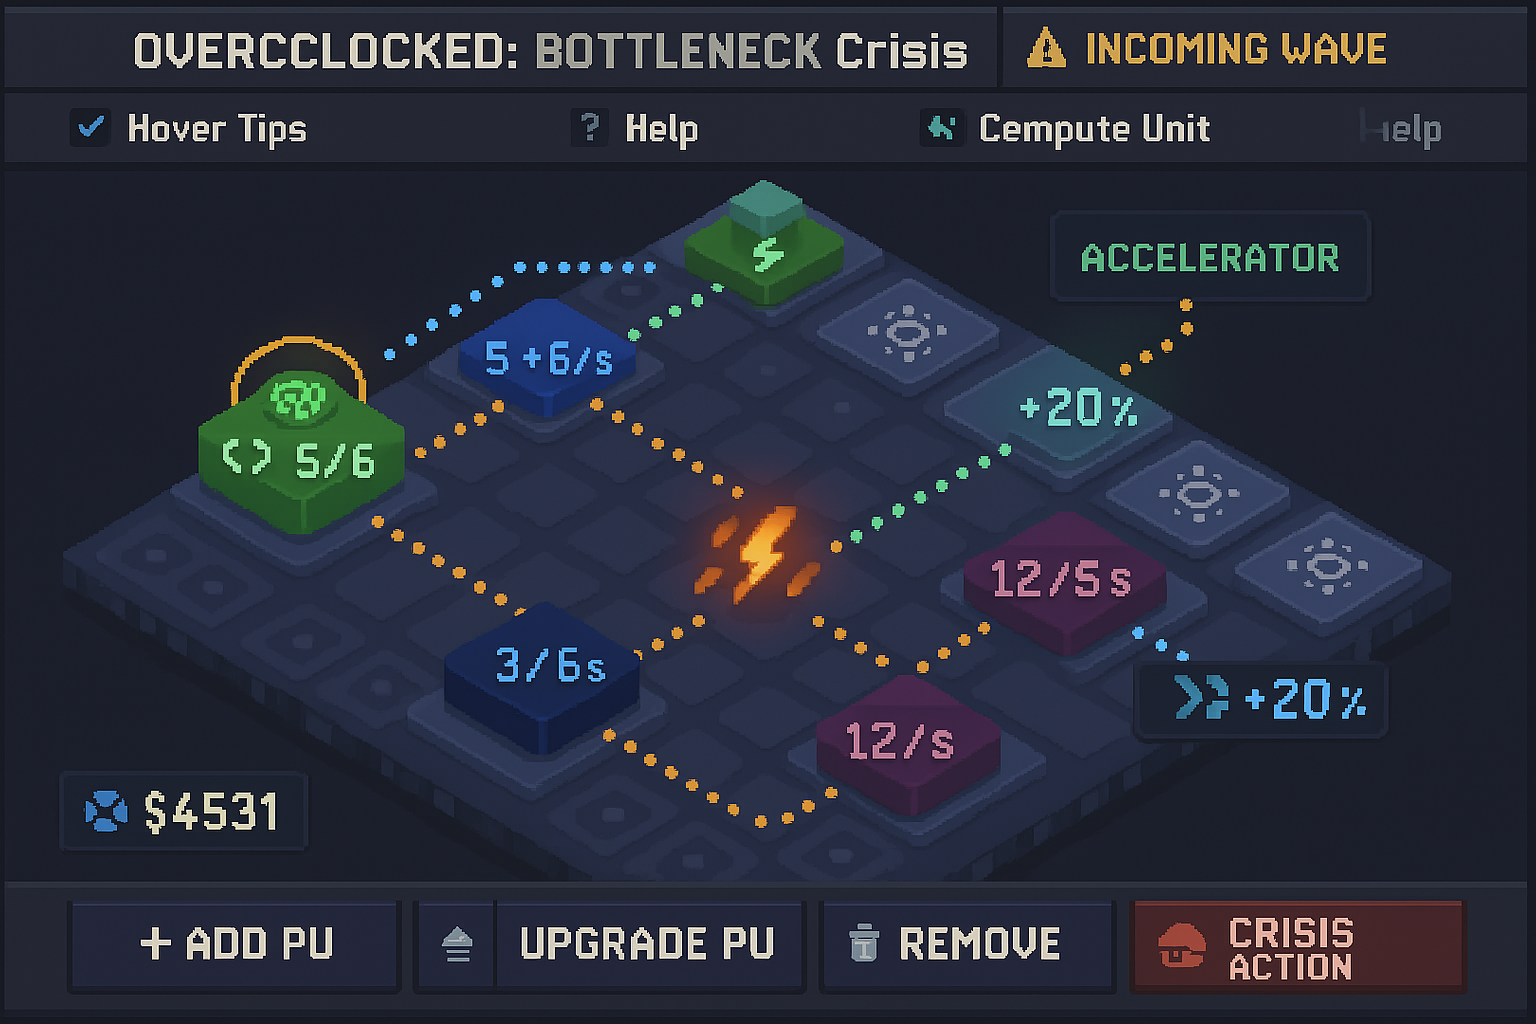 OVERCCLOCKED: BOTTLENECK Crisis
INCOMING WAVE
Hover Tips
? Help
Cempute Unit
elp
ACCELERATOR
5+6/s
+20%
5/6
12/5s
3/6s
+20%
12/s
$4531
+ ADD PU
UPGRADE PU
REMOVE
CRISIS
ACTION